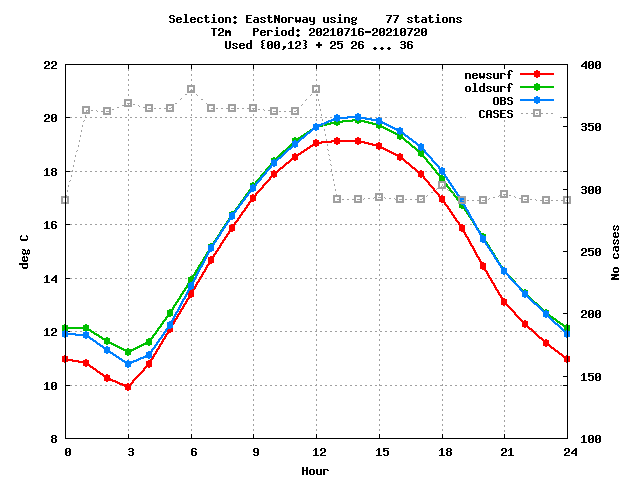 Selection: EastNorway using    77 stations
T2m   Period: 20210716-20210720
Used {00,12} + 25 26 ... 36
newsurf
oldsurf
OBS
CASES
22
20
18
16
14
12
10
8
deg C
400
350
300
250
200
150
100
No cases
0 3 6 9 12 15 18 21 24
Hour